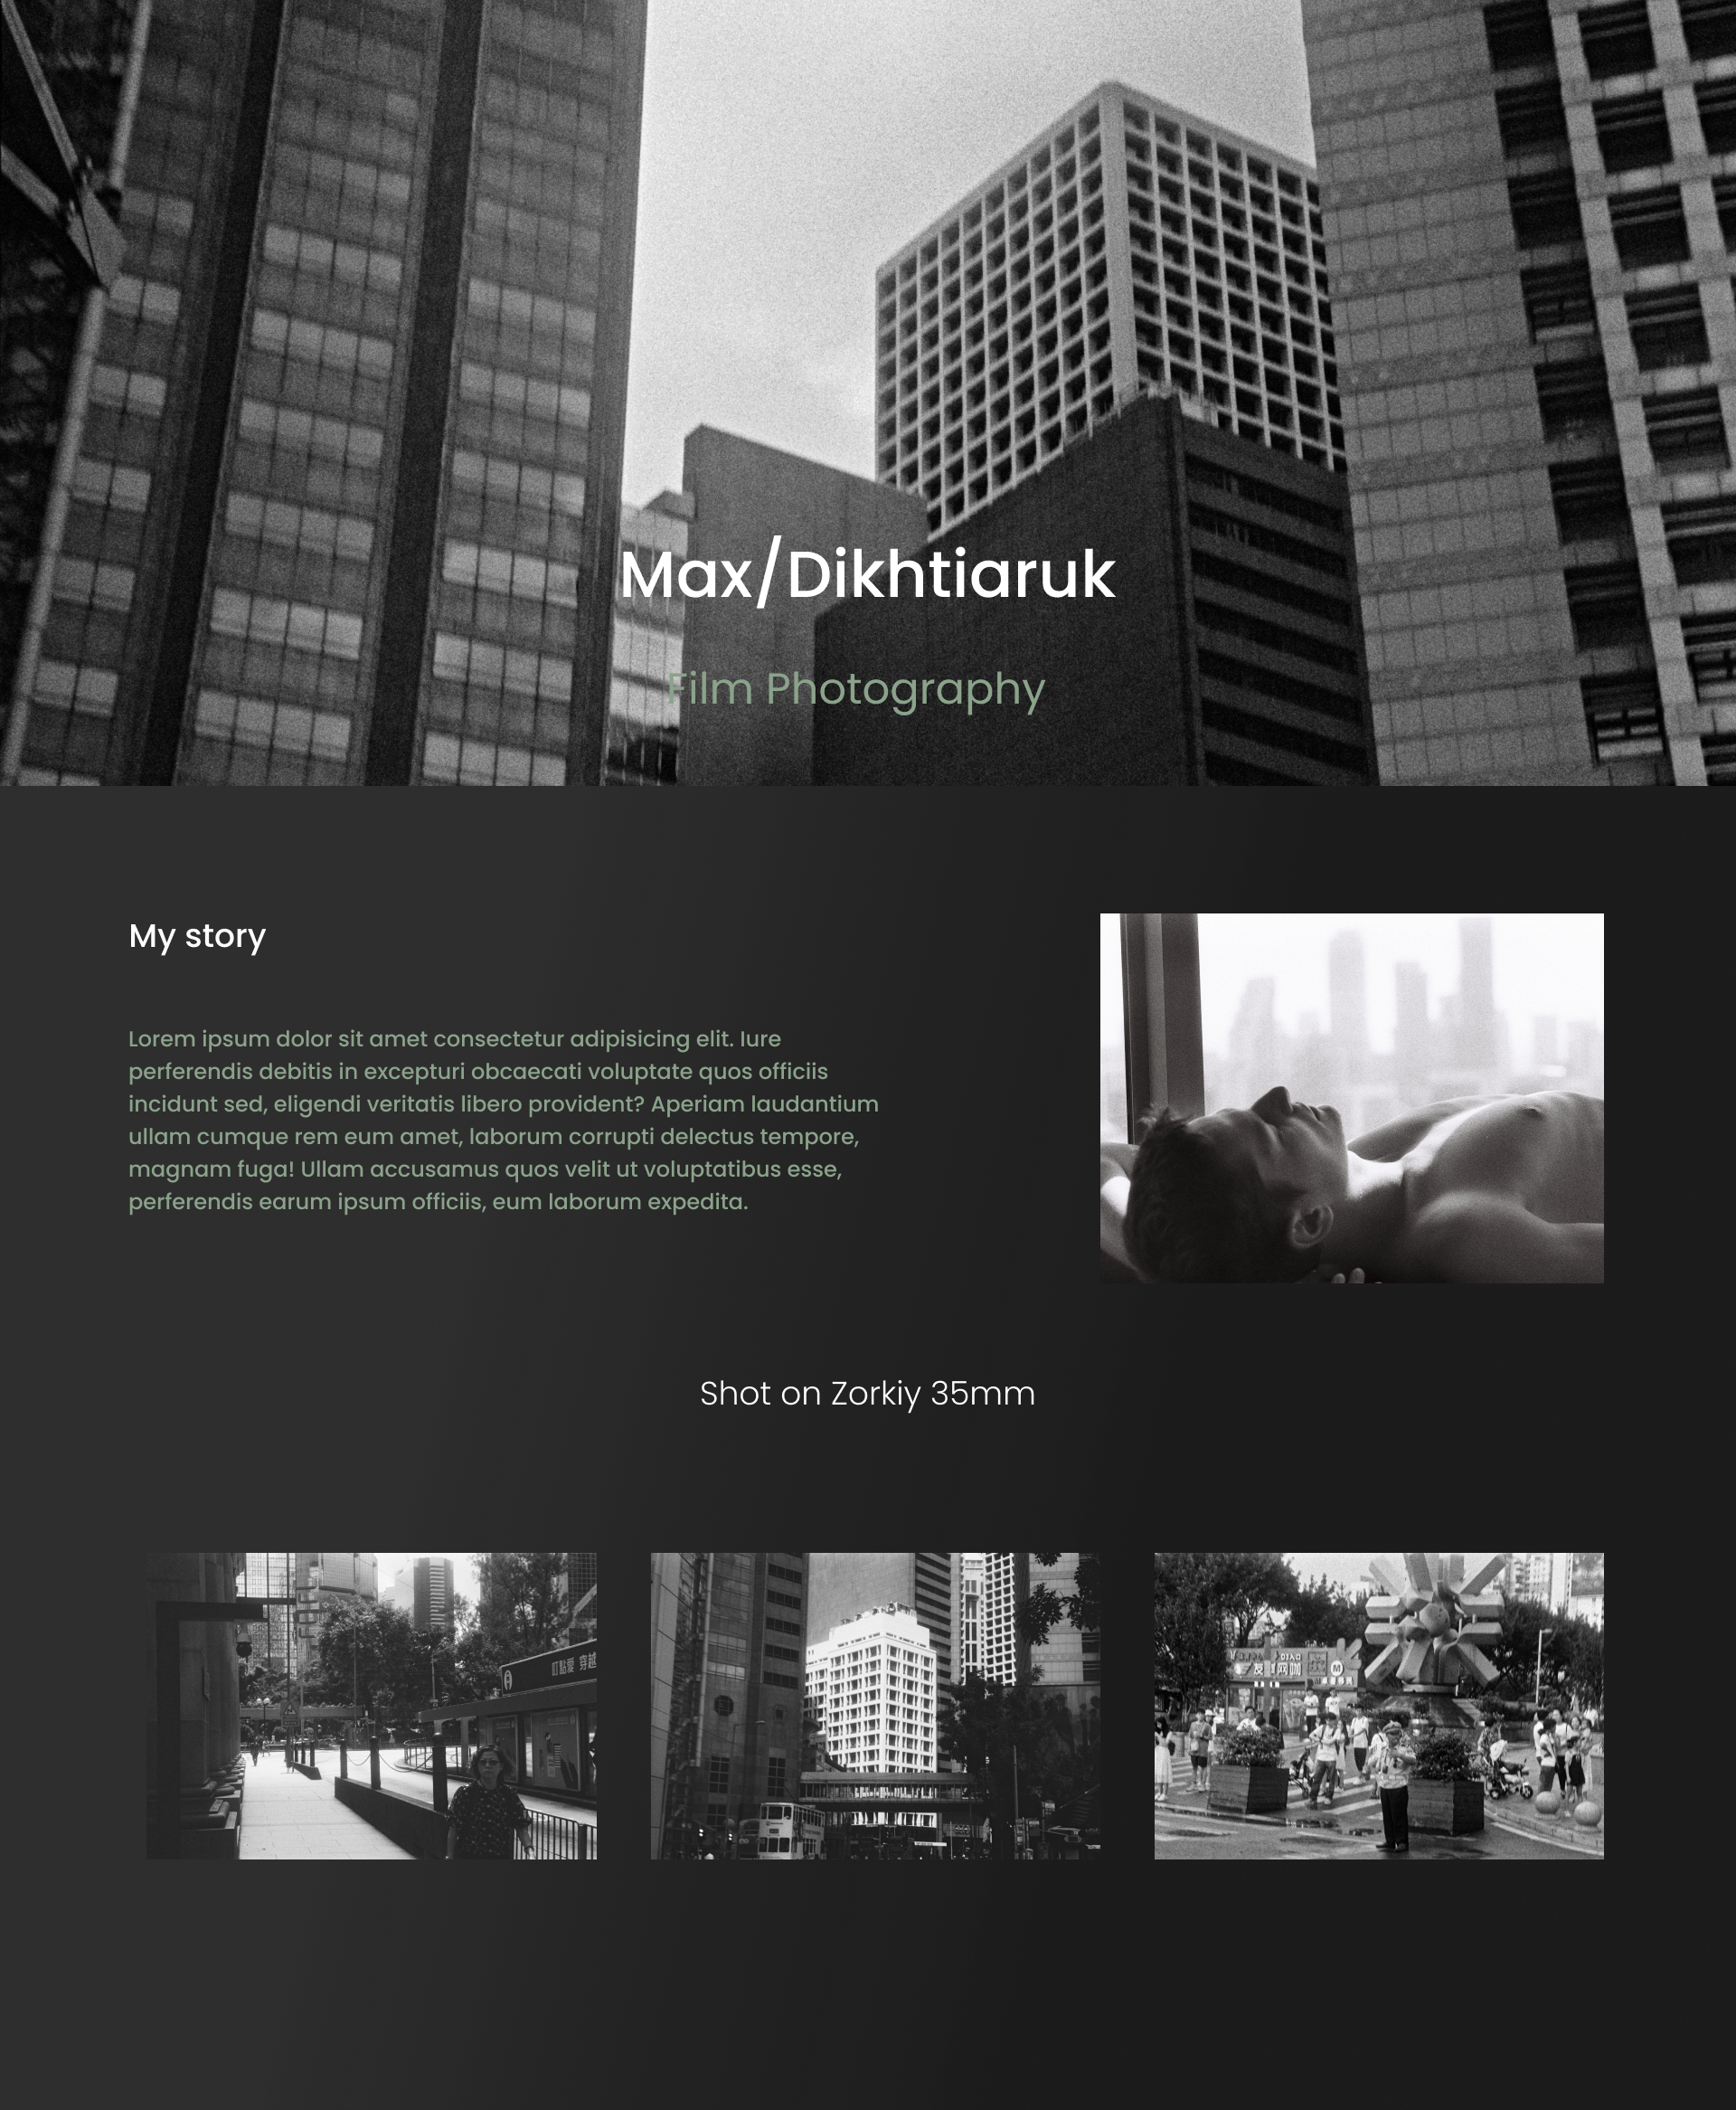 Max/Dikhtiaruk
Film Photography
My story
Lorem ipsum dolor sit amet consectetur adipisicing elit. Iure
perferendis debitis in excepturi obcaecati voluptate quos officiis
incidunt sed, eligendi veritatis libero provident? Aperiam laudantium
ullam cumque rem eum amet, laborum corrupti delectus tempore,
magnam fuga! Ullam accusamus quos velit ut voluptatibus esse,
perferendis earum ipsum officiis, eum laborum expedita.
Shot on Zorkiy 35mm